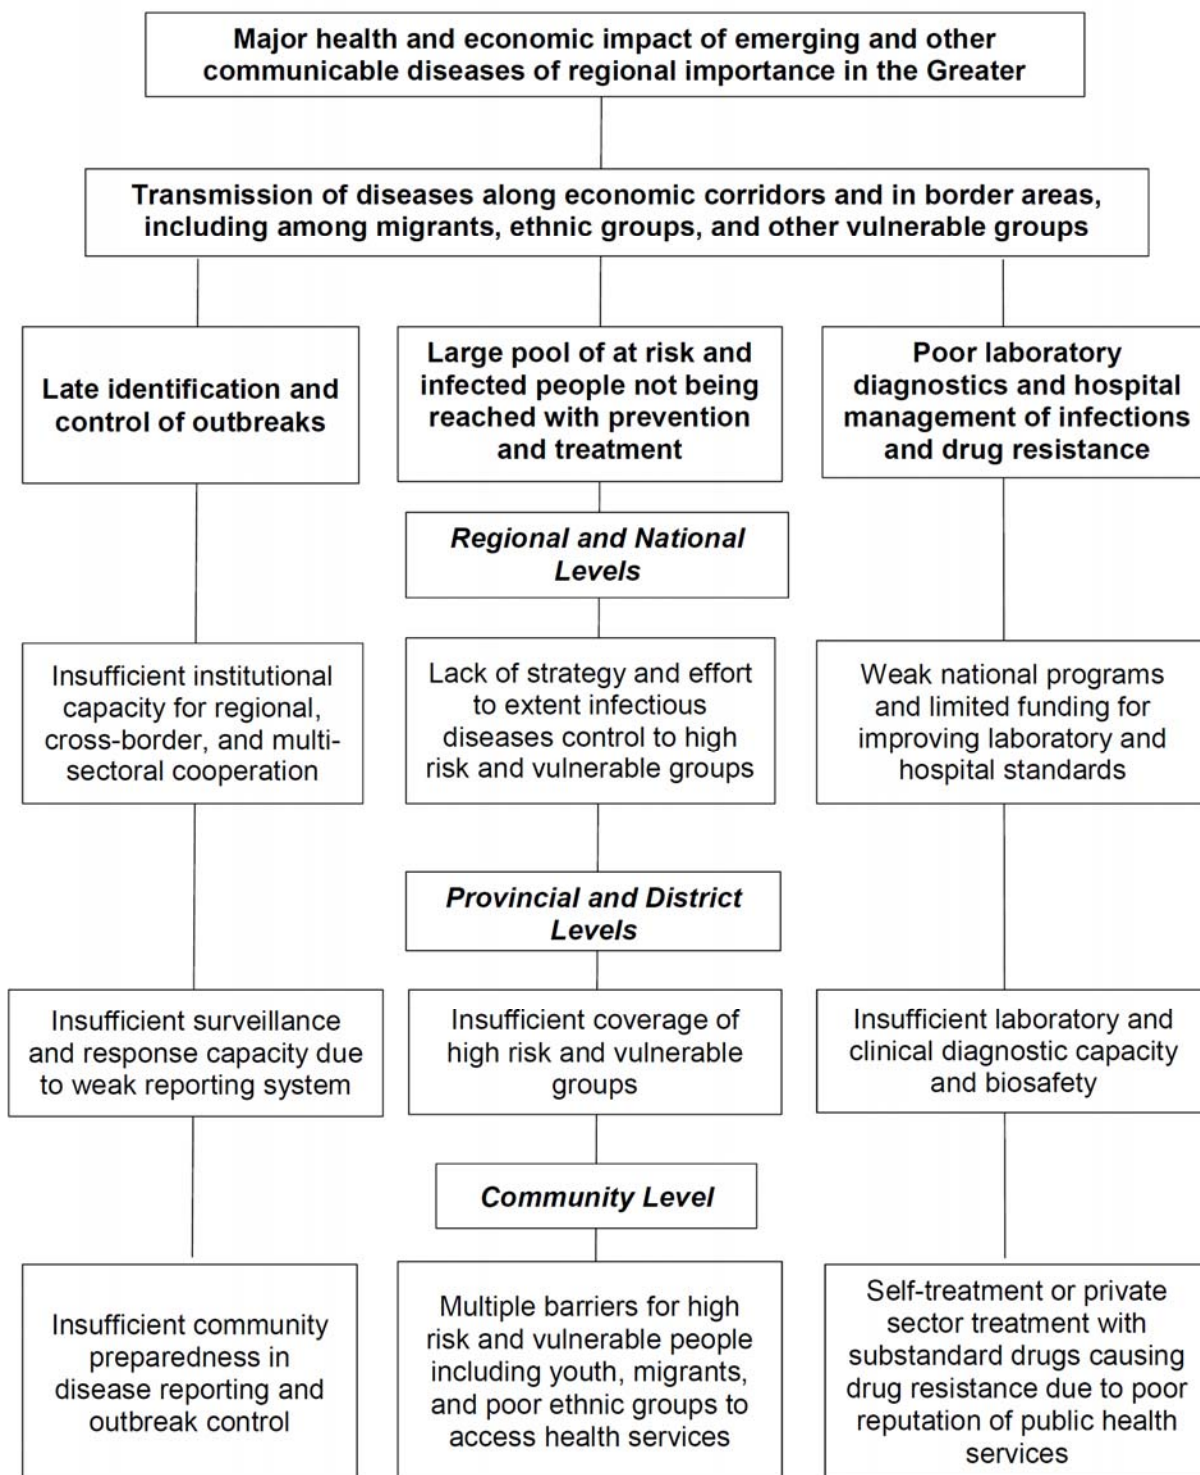 Major health and economic impact of emerging and other
communicable diseases of regional importance in the Greater
Transmission of diseases along economic corridors and in border areas,
including among migrants, ethnic groups, and other vulnerable groups
Late identification and
control of outbreaks
Large pool of at risk and
infected people not being
reached with prevention
and treatment
Poor laboratory
diagnostics and hospital
management of infections
and drug resistance
Regional and National
Levels
Insufficient institutional
capacity for regional,
cross-border, and multi-
sectoral cooperation
Lack of strategy and effort
to extent infectious
diseases control to high
risk and vulnerable groups
Weak national programs
and limited funding for
improving laboratory and
hospital standards
Provincial and District
Levels
Insufficient surveillance
and response capacity due
to weak reporting system
Insufficient coverage of
high risk and vulnerable
groups
Insufficient laboratory and
clinical diagnostic capacity
and biosafety
Community Level
Insufficient community
preparedness in
disease reporting and
outbreak control
Multiple barriers for high
risk and vulnerable people
including youth, migrants,
and poor ethnic groups to
access health services
Self-treatment or private
sector treatment with
substandard drugs causing
drug resistance due to poor
reputation of public health
services